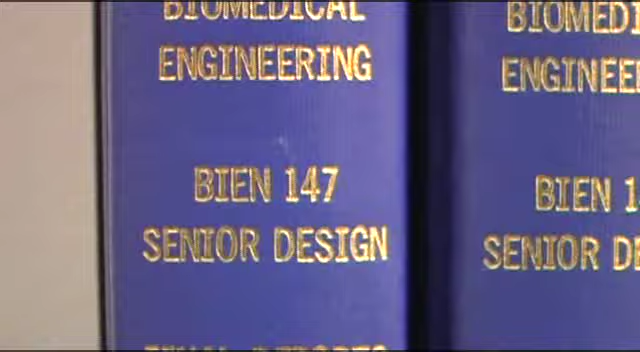 BIOMEDICAL
ENGINEERING
BIEN 147
SENIOR DESIGN
BIOMEDI
ENGINEE
BIEN 1
SENIOR DE